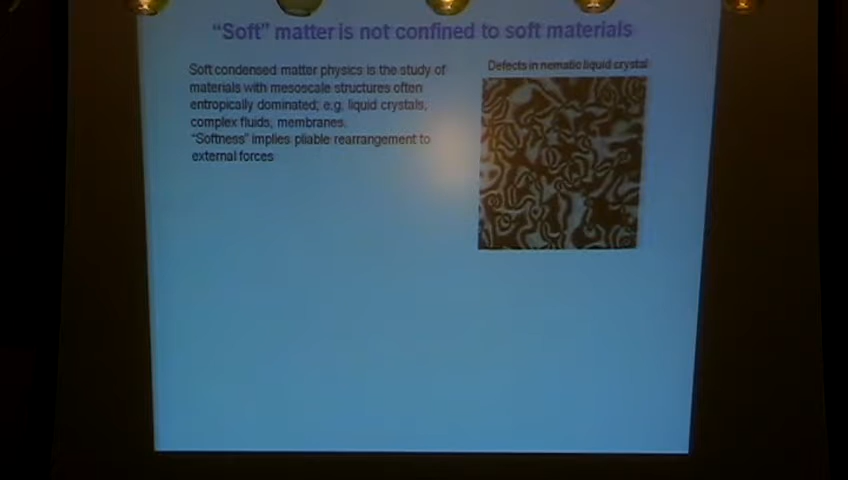 “Soft” matter is not confined to soft materials
Soft condensed matter physics is the study of
materials with mesoscale structures often
entropically dominated; e.g. liquid crystals,
complex fluids, membranes.
“Softness” implies pliable rearrangement to
external forces
Defects in nematic liquid crystal